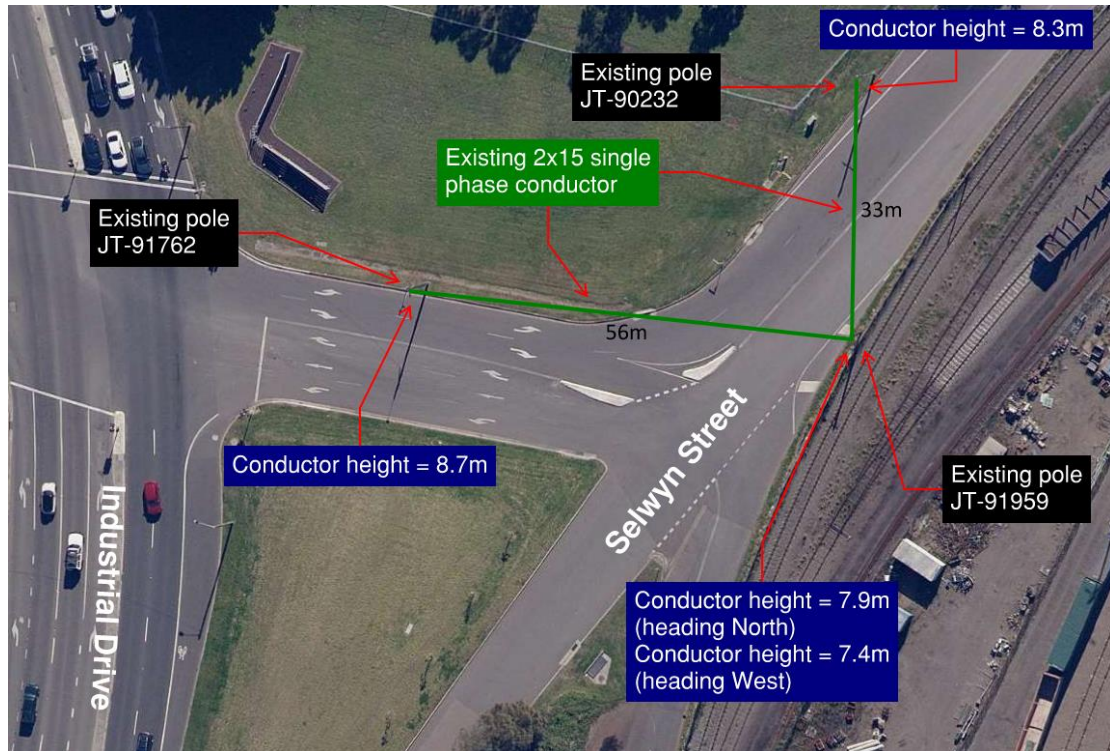 Conductor height = 8.3m
Existing pole
JT-90232
Existing 2x15 single
phase conductor
33m
Existing pole
JT-91762
56m
Conductor height = 8.7m
Selwyn Street
Existing pole
JT-91959
Industrial Drive
Conductor height = 7.9m
(heading North)
Conductor height = 7.4m
(heading West)